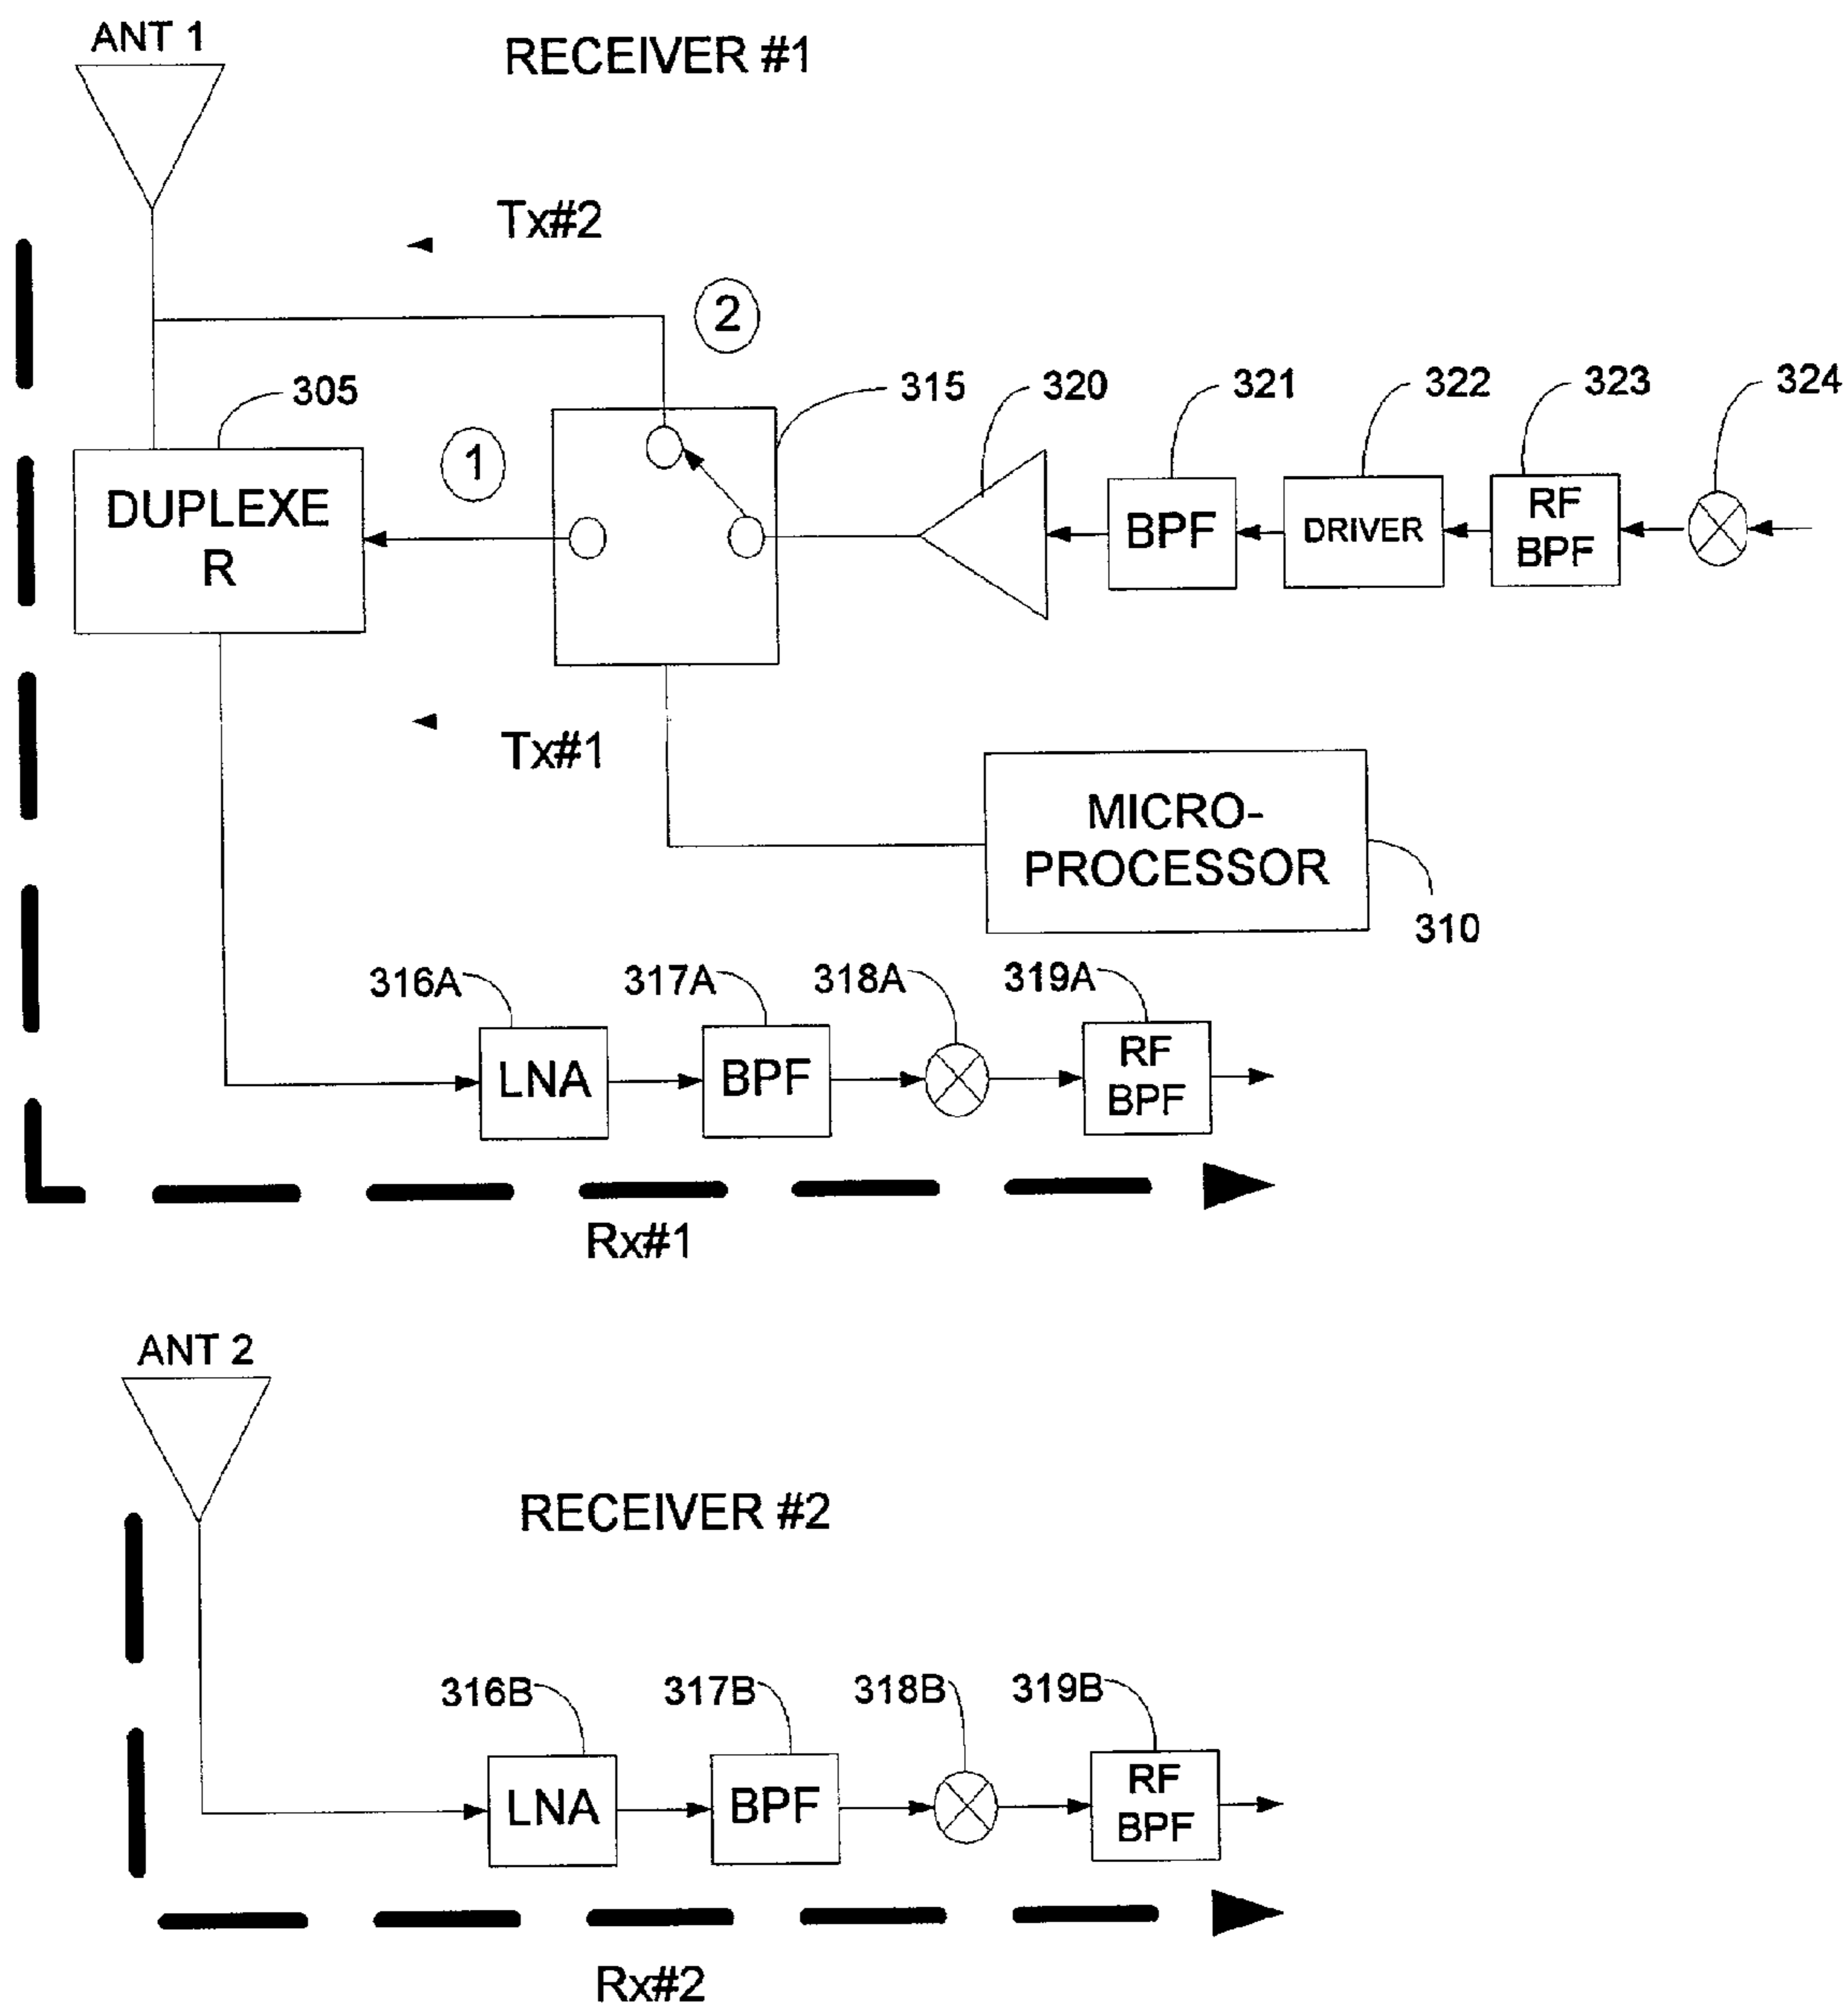 ANT 1
RECEIVER #1
Tx#2
2
305
1
315
320
321
322
323
324
DUPLEXE
R
BPF
DRIVER
RF
BPF
Tx#1
MICRO-
PROCESSOR
310
316A
317A
318A
319A
LNA
BPF
RF
BPF
Rx#1
ANT 2
RECEIVER #2
316B
317B
318B
319B
LNA
BPF
RF
BPF
Rx#2